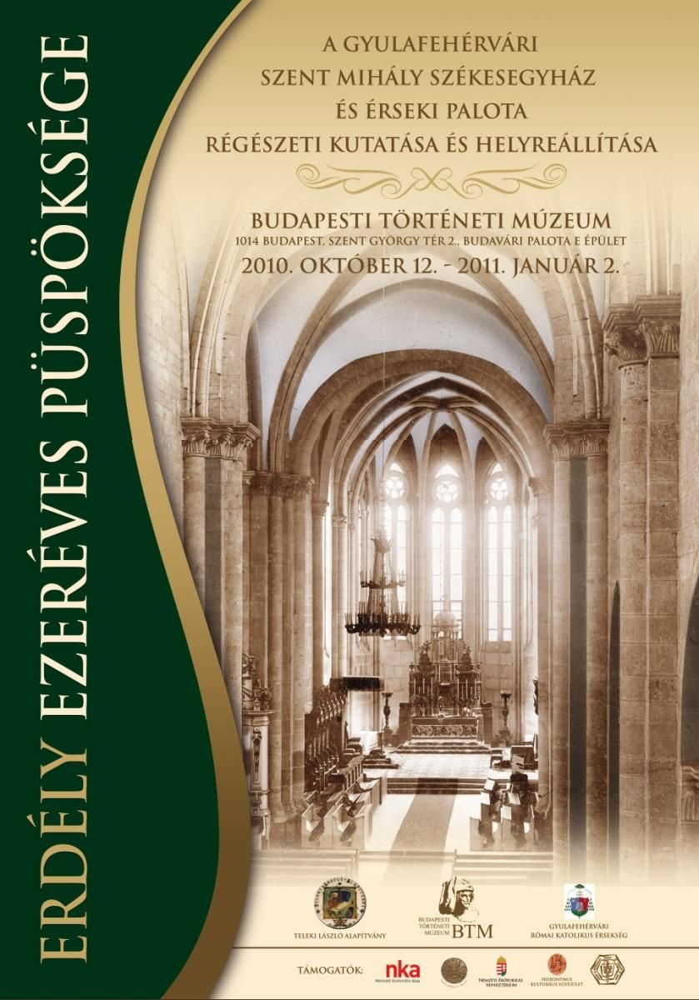 ERDÉLY EZERÉVES PÜSPÖKSÉGE
A GYULAFEHÉRVÁRI
SZENT MIHÁLY SZÉKESEGYHÁZ
ÉS ÉRSEKI PALOTA
RÉGÉSZETI KUTATÁSA ÉS HELYREÁLLÍTÁSA
BUDAPESTI TÖRTÉNETI MÚZEUM
1014 BUDAPEST, SZENT GYÖRGY TÉR 2., BUDAVÁRI PALOTA E ÉPÜLET
2010. OKTÓBER 12. - 2011. JANUÁR 2.
TELEKI LÁSZLÓ ALAPÍTVÁNY
BUDAPESTI
TÖRTÉNETI
MÚZEUM
BTM
GYULAFEHÉRVÁRI
RÓMAI KATOLIKUS ÉRSEKSÉG
TÁMOGATÓK:
nka
Nemzeti Kulturális Alap
NEMZETI ERŐFORRÁS
MINISZTÉRIUM
HIERONYMUS
KULTURÁLIS EGYESÜLET